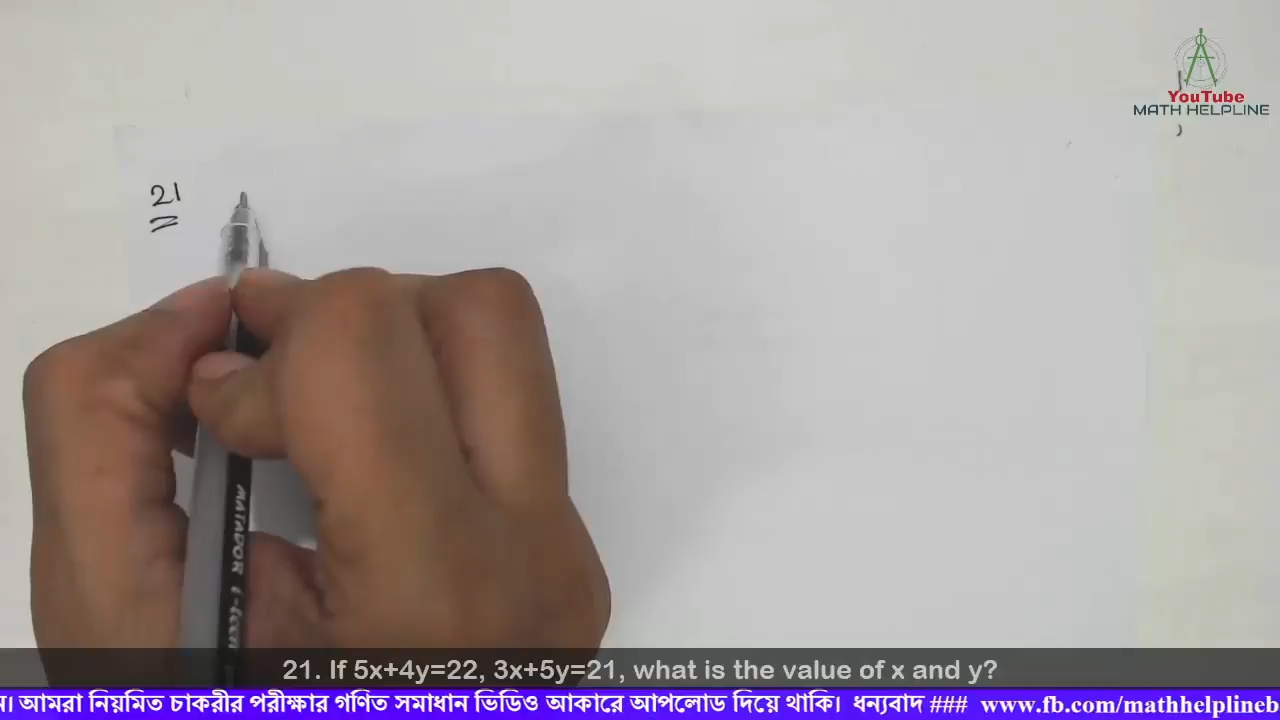 YouTube
MATH HELPLINE
21
MATADOR i-teen
21. If 5x+4y=22, 3x+5y=21, what is the value of x and y?
আমরা নিয়মিত চাকরীর পরীক্ষার গণিত সমাধান ভিডিও আকারে আপলোড দিয়ে থাকি। ধন্যবাদ ### www.fb.com/mathhelplineb